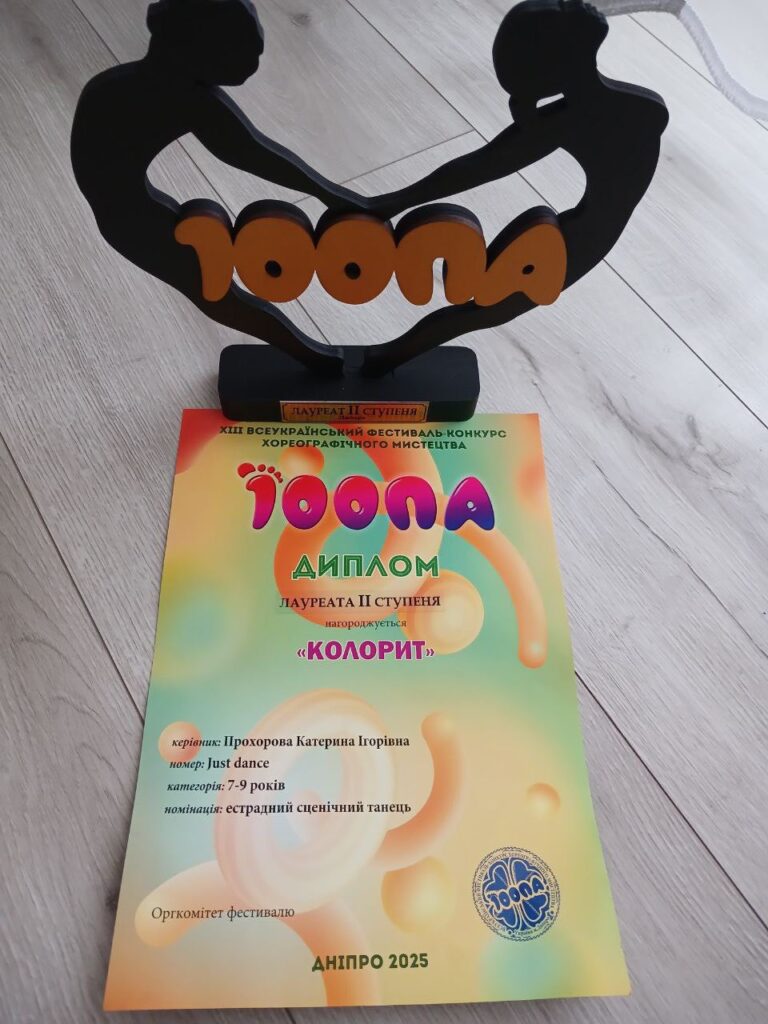 100ПА
ЛАУРЕАТ II СТУПЕНЯ
XIII ВСЕУКРАЇНСЬКИЙ ФЕСТИВАЛЬ-КОНКУРС
ХОРЕОГРАФІЧНОГО МИСТЕЦТВА
100ПА
ДИПЛОМ
ЛАУРЕАТА II СТУПЕНЯ
нагороджується
«КОЛОРИТ»
керівник: Прохорова Катерина Ігорівна
номер: Just dance
категорія: 7-9 років
номінація: естрадний сценічний танець
100ПА
Оргкомітет фестивалю
ДНІПРО 2025